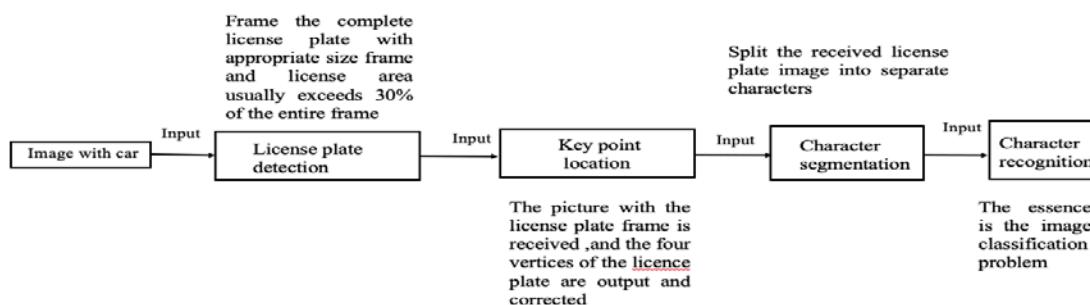 Frame the complete
license plate with
appropriate size frame
and license area
usually exceeds 30%
of the entire frame
Split the received license
plate image into separate
characters
Image with car
Input
License plate
detection
Input
Key point
location
Input
Character
segmentation
Input
Character
recognition
The picture with the
license plate frame is
received ,and the four
vertices of the licence
plate are output and
corrected
The essence
is the image
classification
problem